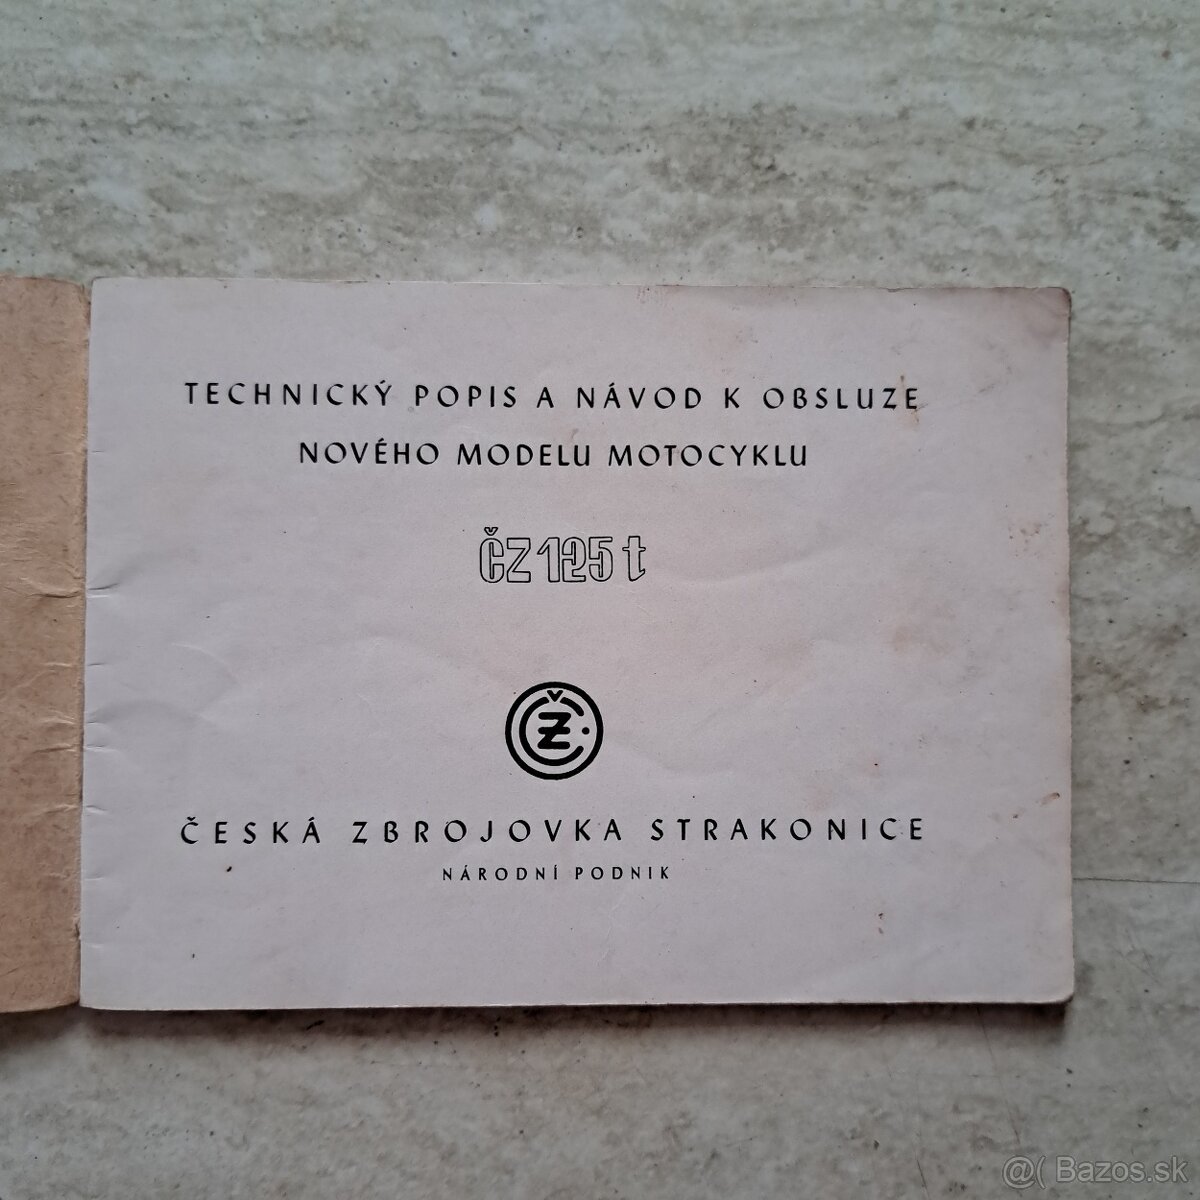 TECHNICKÝ POPIS A NÁVOD K OBSLUZE
NOVÉHO MODELU MOTOCYKLU
ČZ 125 t
ČZ
ČESKÁ ZBROJOVKA STRAKONICE
NÁRODNÍ PODNIK
@( Bazos.sk